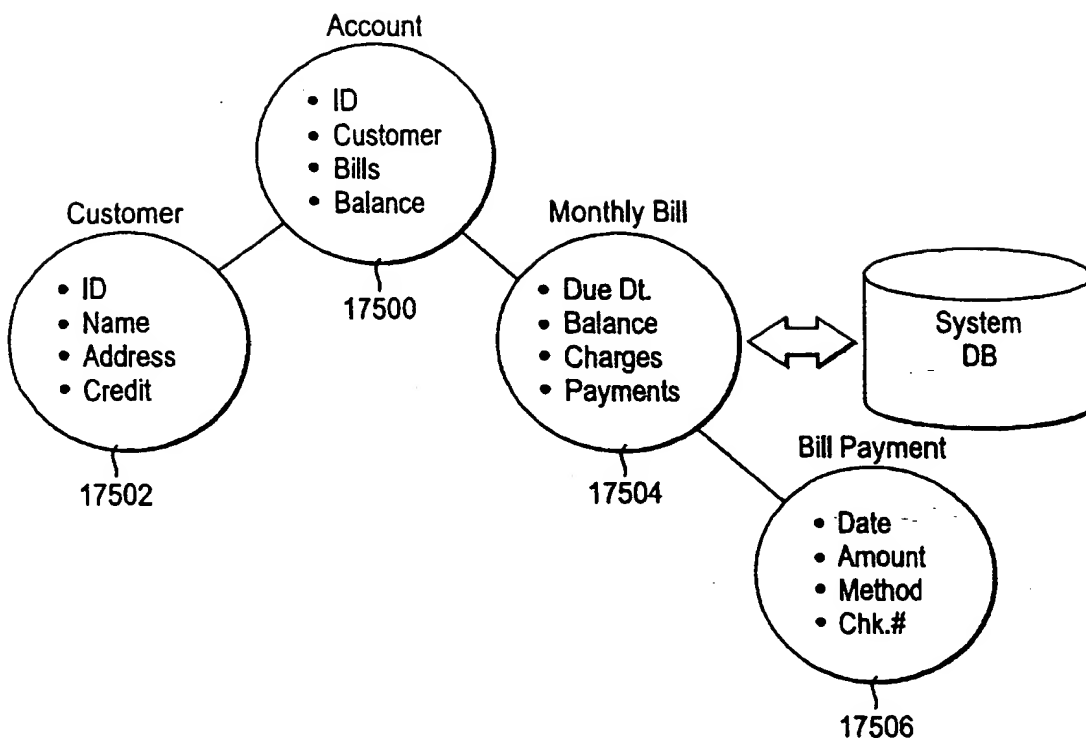 Account
• ID
• Customer
• Bills
• Balance
17500
Customer
• ID
• Name
• Address
• Credit
17502
Monthly Bill
• Due Dt.
• Balance
• Charges
• Payments
17504
System
DB
Bill Payment
• Date
• Amount
• Method
• Chk.#
17506